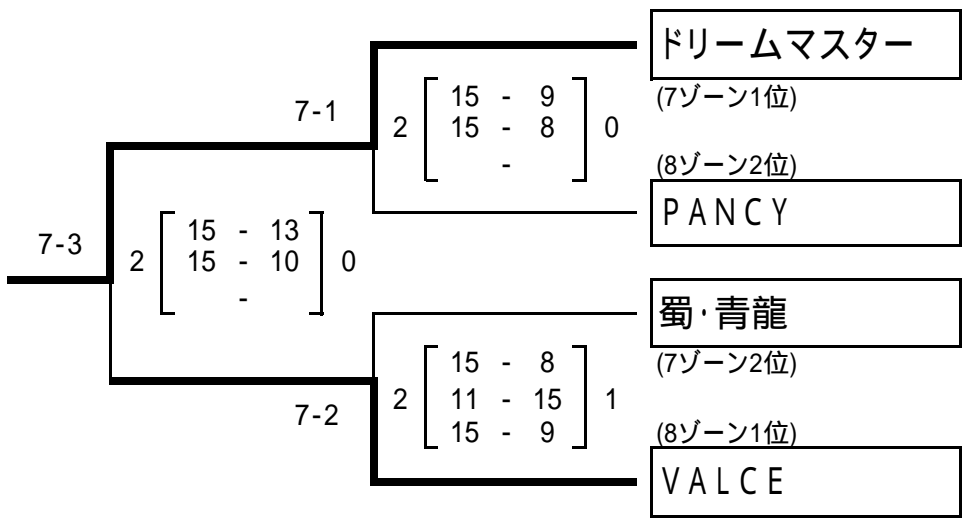 ドリームマスター
(7ゾーン1位)
7-1
2 15 - 9 0
15 - 8
-
(8ゾーン2位)
PANCY
7-3
2 15 - 13 0
15 - 10
-
蜀・青龍
(7ゾーン2位)
7-2
15 - 8
2 11 - 15 1
15 - 9
(8ゾーン1位)
VALCE